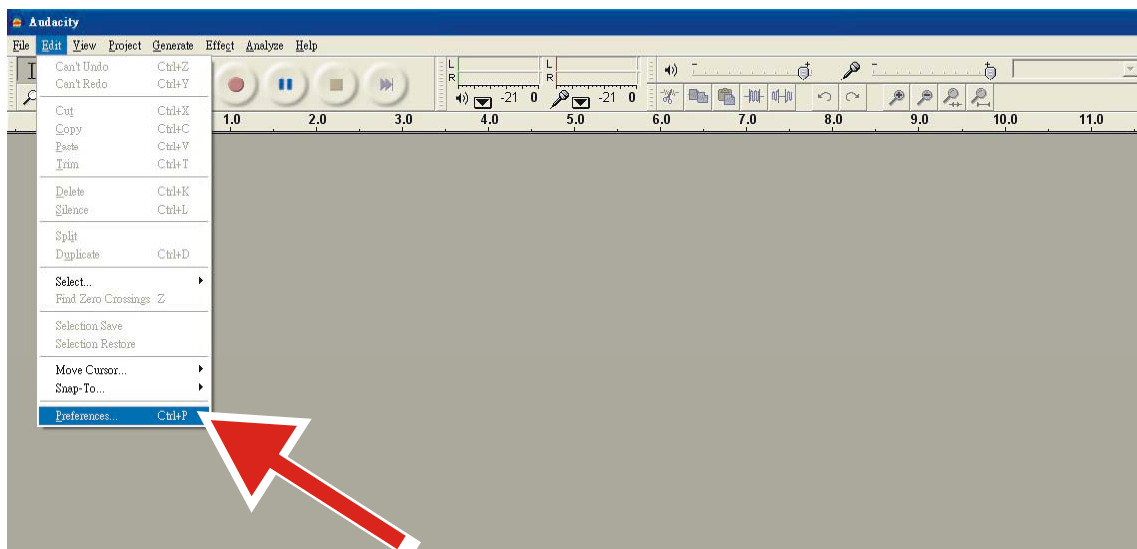 Audacity
File Edit View Project Generate Effect Analyze Help
Can't Undo Ctrl+Z
Can't Redo Ctrl+Y
Cut Ctrl+X
Copy Ctrl+C
Paste Ctrl+V
Trim Ctrl+T
Delete Ctrl+K
Silence Ctrl+L
Split
Duplicate Ctrl+D
Select...
Find Zero Crossings Z
Selection Save
Selection Restore
Move Cursor...
Snap-To...
Preferences... Ctrl+P
L L
R R
-21 0 -21 0
1.0 2.0 3.0 4.0 5.0 6.0 7.0 8.0 9.0 10.0 11.0